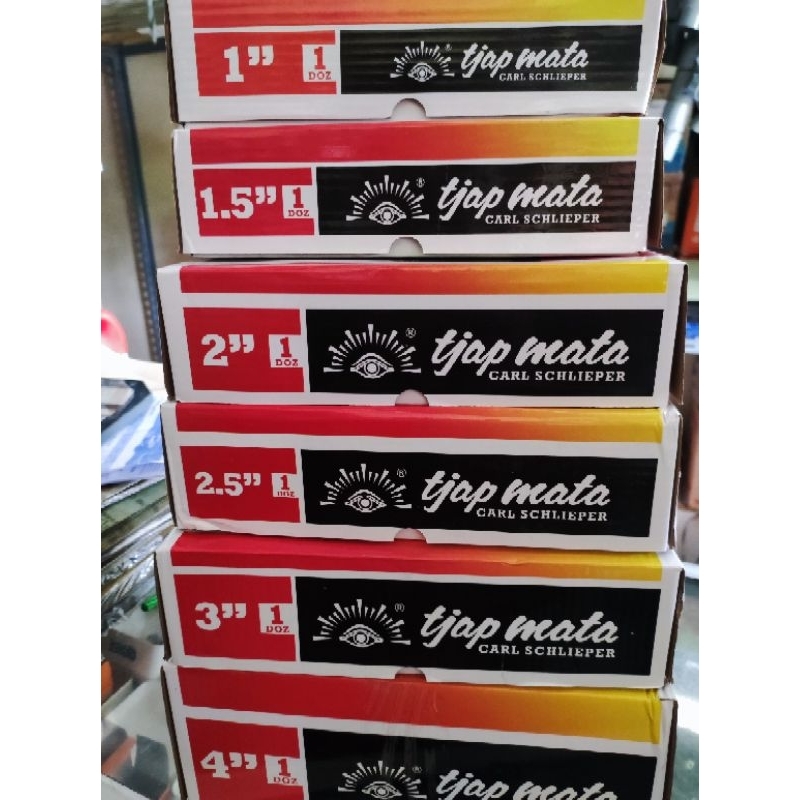 1” 1 DOZ ® tjap mata
CARL SCHLIEPER
1.5” 1 DOZ ® tjap mata
CARL SCHLIEPER
2” 1 DOZ ® tjap mata
CARL SCHLIEPER
2.5” 1 DOZ ® tjap mata
CARL SCHLIEPER
3” 1 DOZ ® tjap mata
CARL SCHLIEPER
4” 1 DOZ ® tjap mata